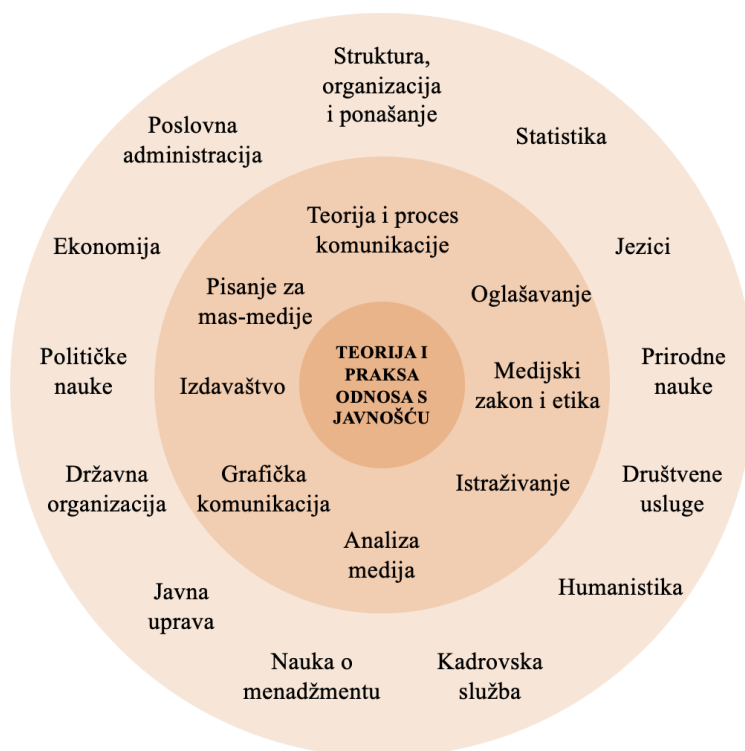 Struktura,
organizacija
i ponašanje
Poslovna
administracija
Statistika
Teorija i proces
komunikacije
Ekonomija
Jezici
Pisanje za
mas-medije
Oglašavanje
Političke
nauke
Izdavaštvo
TEORIJA I
PRAKSA
ODNOSA S
JAVNOŠĆU
Medijski
zakon i etika
Prirodne
nauke
Državna
organizacija
Grafička
komunikacija
Istraživanje
Društvene
usluge
Analiza
medija
Humanistika
Javna
uprava
Nauka o
menadžmentu
Kadrovska
služba